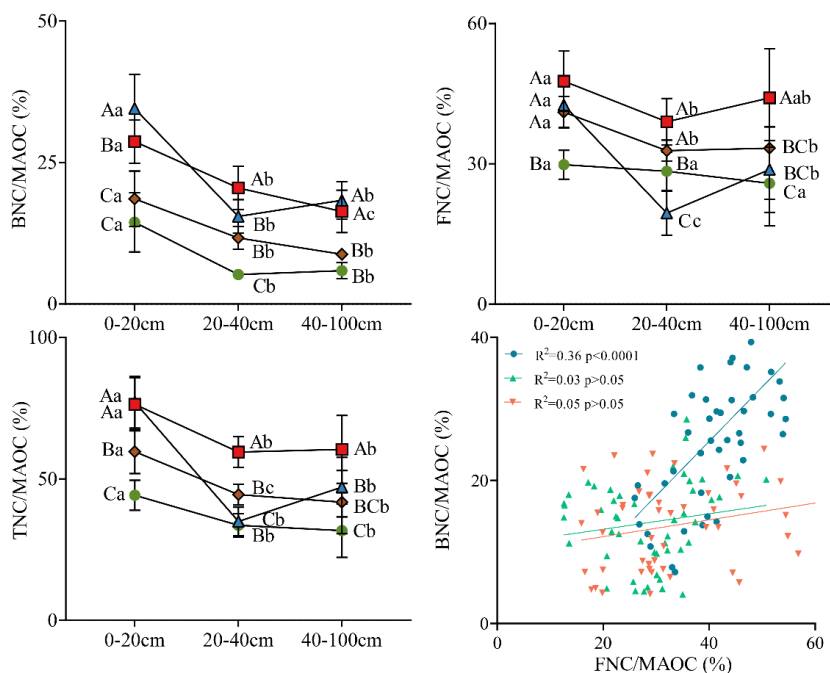 BNC/MAOC (%)
50
25
0
Aa
Ba
Ca
Ca
Ab
Bb
Bb
Cb
Ab
Ac
Bb
Bb
0-20cm
20-40cm
40-100cm
FNC/MAOC (%)
60
30
0
Aa
Aa
Aa
Ba
Ab
Ab
Ba
Cc
Aab
BCb
BCb
Ca
0-20cm
20-40cm
40-100cm
TNC/MAOC (%)
100
50
0
Aa
Aa
Ba
Ca
Ab
Bc
Cb
Bb
Ab
Bb
BCb
Cb
0-20cm
20-40cm
40-100cm
BNC/MAOC (%)
40
20
0
R²=0.36 p<0.0001
R²=0.03 p>0.05
R²=0.05 p>0.05
0
20
40
60
FNC/MAOC (%)